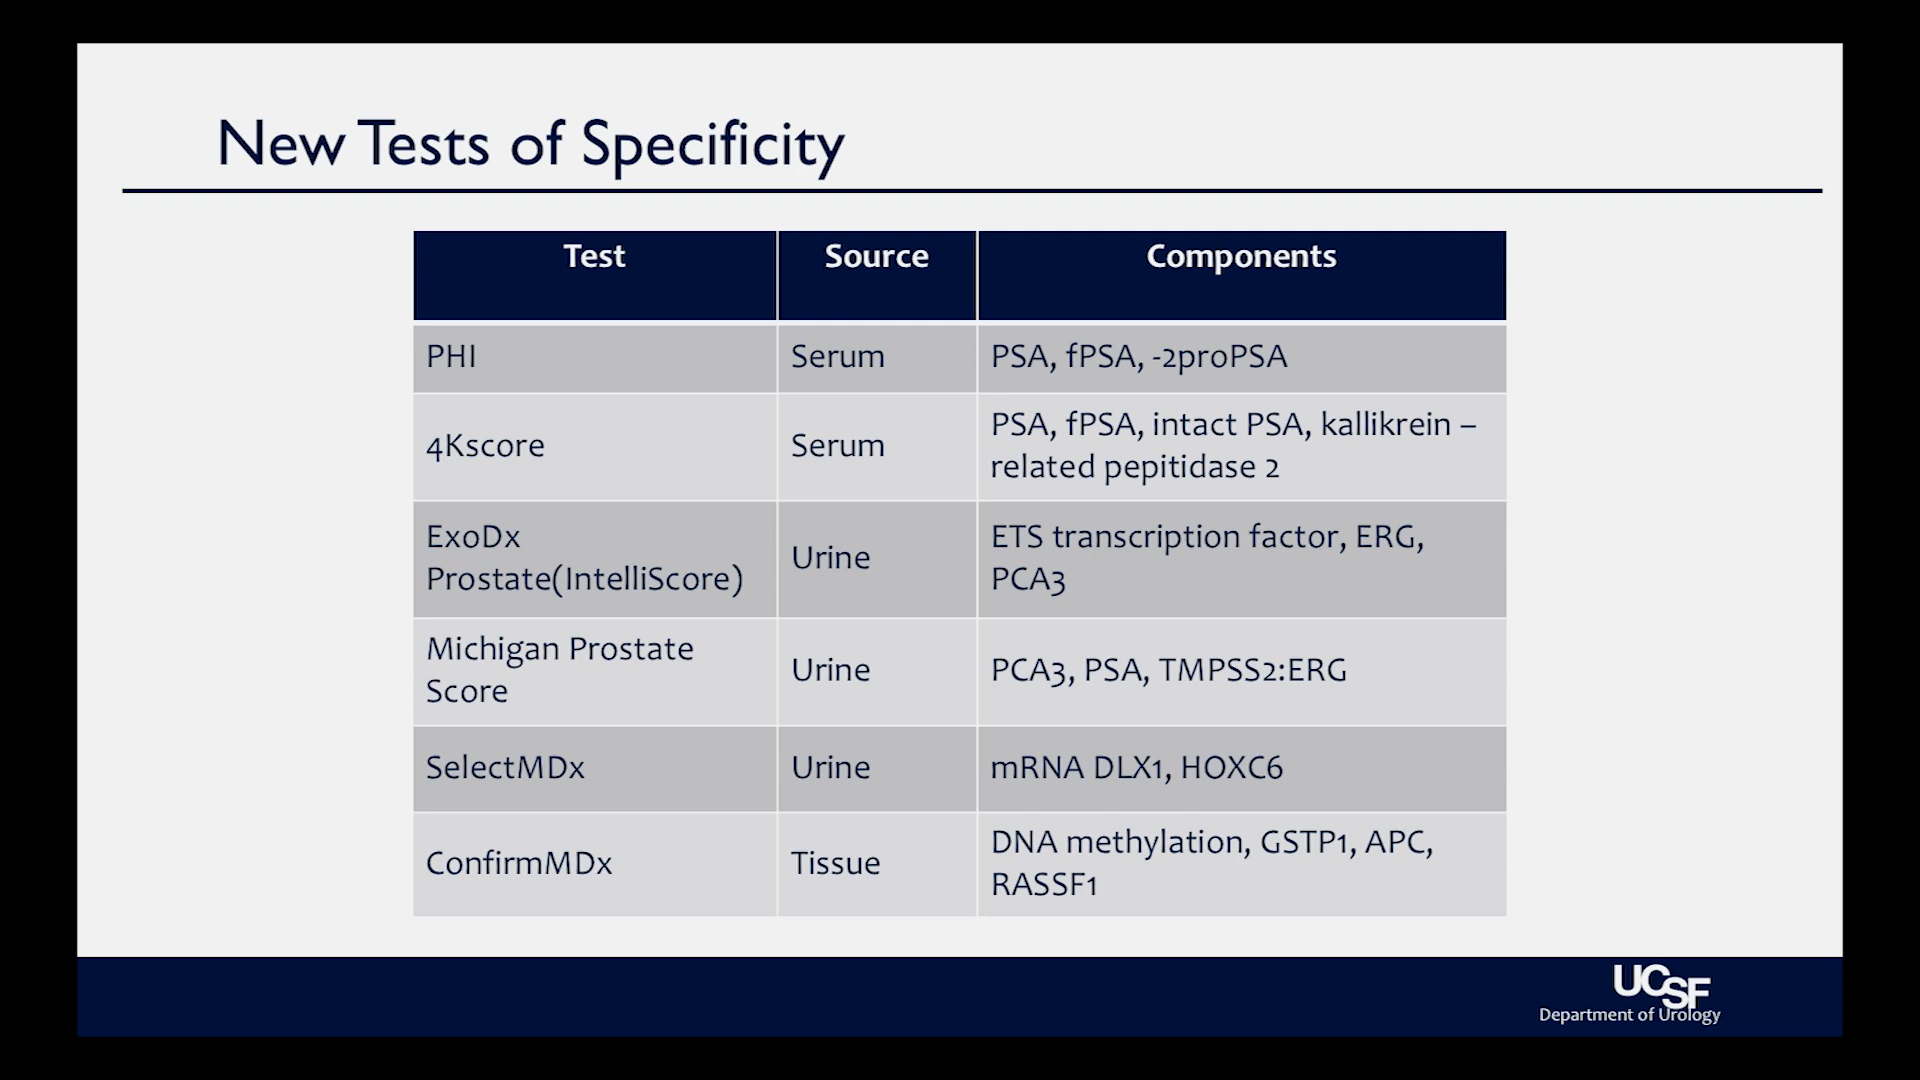 New Tests of Specificity
Test Source Components
PHI Serum PSA, fPSA, -2proPSA
4Kscore Serum PSA, fPSA, intact PSA, kallikrein –
related pepitidase 2
ExoDx
Prostate(IntelliScore) Urine ETS transcription factor, ERG,
PCA3
Michigan Prostate
Score Urine PCA3, PSA, TMPSS2:ERG
SelectMDx Urine mRNA DLX1, HOXC6
ConfirmMDx Tissue DNA methylation, GSTP1, APC,
RASSF1
UCSF
Department of Urology